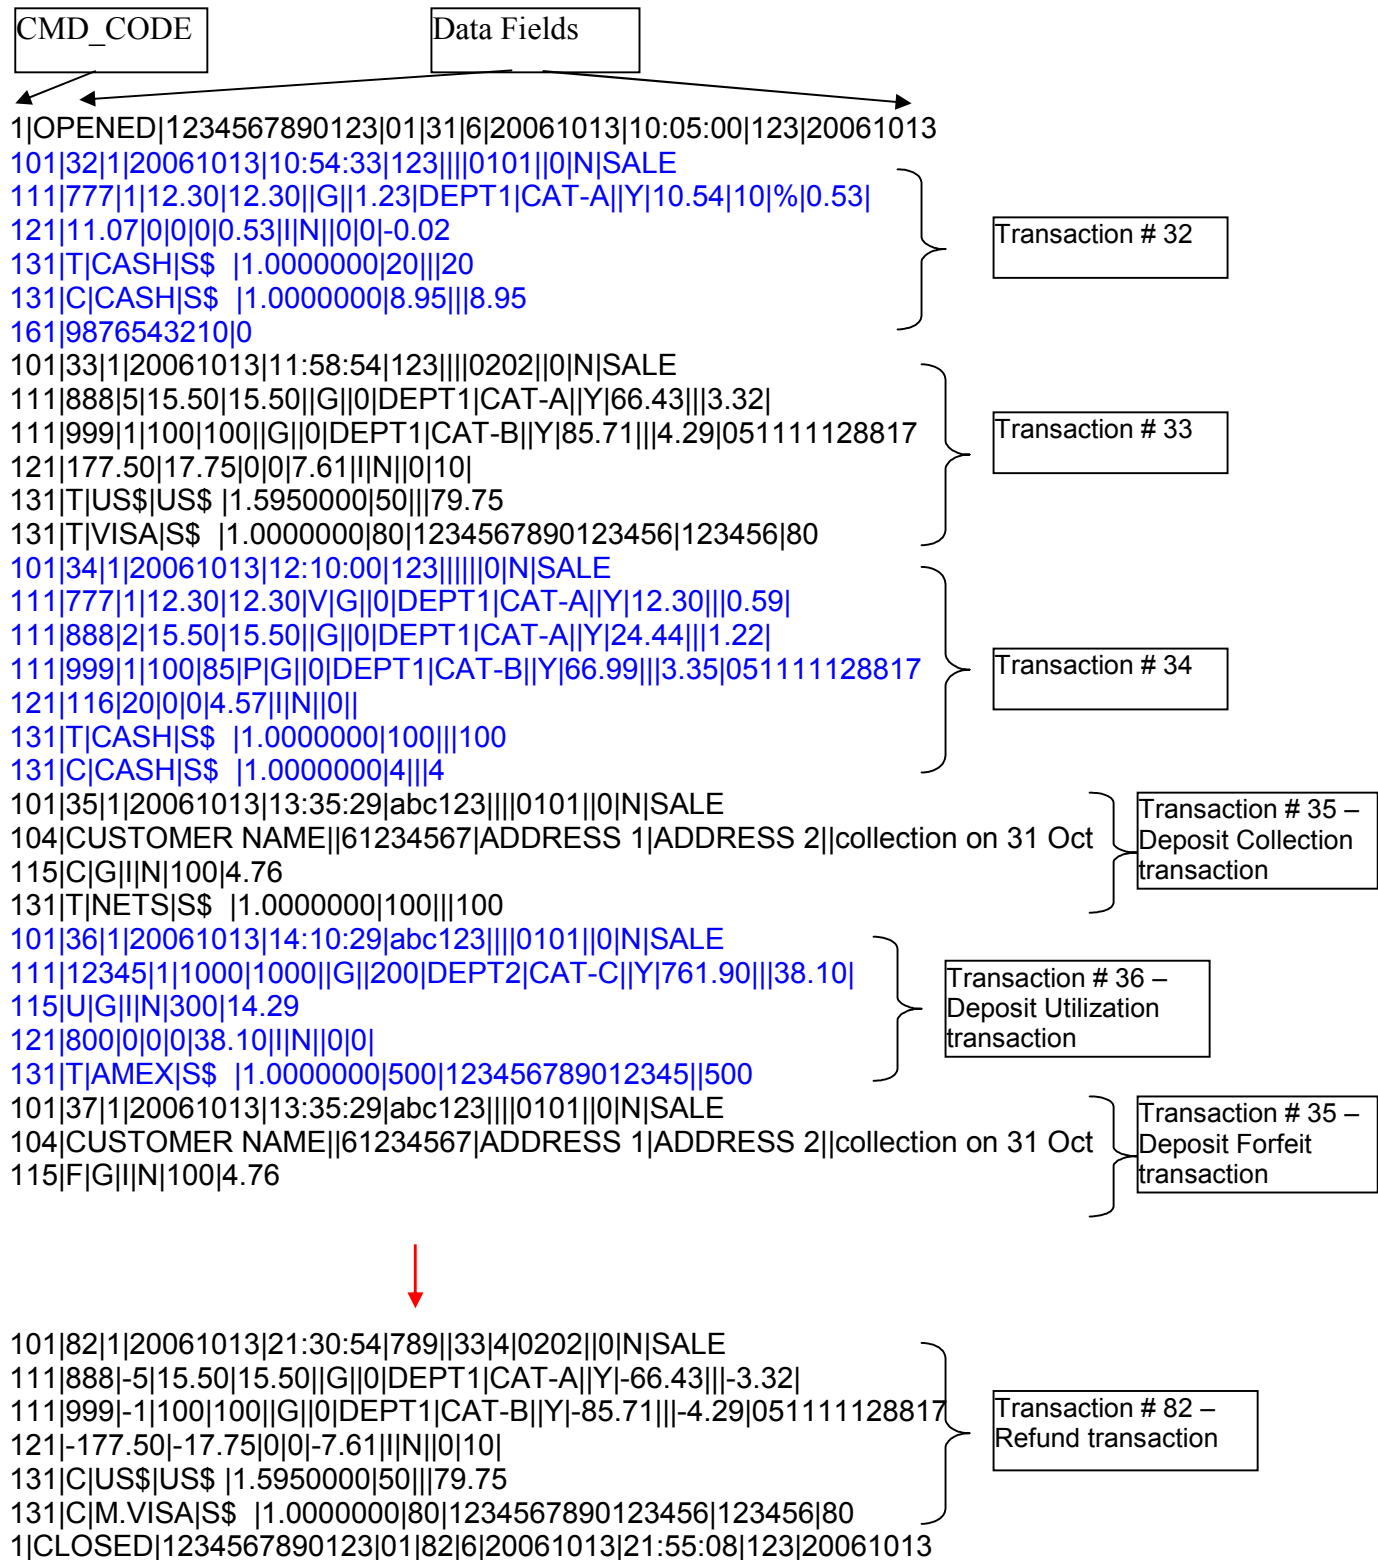 CMD_CODE
Data Fields
1|OPENED|1234567890123|01|31|6|20061013|10:05:00|123|20061013
101|32|1|20061013|10:54:33|123||||0101||0|N|SALE
111|777|1|12.30|12.30||G||1.23|DEPT1|CAT-A||Y|10.54|10|%|0.53|
121|11.07|0|0|0|0.53|I|N||0|0|-0.02
131|T|CASH|S$  |1.0000000|20|||20
131|C|CASH|S$  |1.0000000|8.95|||8.95
161|9876543210|0
Transaction # 32
101|33|1|20061013|11:58:54|123||||0202||0|N|SALE
111|888|5|15.50|15.50||G||0|DEPT1|CAT-A||Y|66.43|||3.32|
111|999|1|100|100||G||0|DEPT1|CAT-B||Y|85.71|||4.29|051111128817
121|177.50|17.75|0|0|7.61|I|N||0|10|
131|T|US$|US$ |1.5950000|50|||79.75
131|T|VISA|S$  |1.0000000|80|1234567890123456|123456|80
Transaction # 33
101|34|1|20061013|12:10:00|123||||||0|N|SALE
111|777|1|12.30|12.30|V|G||0|DEPT1|CAT-A||Y|12.30|||0.59|
111|888|2|15.50|15.50||G||0|DEPT1|CAT-A||Y|24.44|||1.22|
111|999|1|100|85|P|G||0|DEPT1|CAT-B||Y|66.99|||3.35|051111128817
121|116|20|0|0|4.57|I|N||0||
131|T|CASH|S$  |1.0000000|100|||100
131|C|CASH|S$  |1.0000000|4|||4
Transaction # 34
101|35|1|20061013|13:35:29|abc123||||0101||0|N|SALE
104|CUSTOMER NAME||61234567|ADDRESS 1|ADDRESS 2||collection on 31 Oct
115|C|G|I|N|100|4.76
131|T|NETS|S$  |1.0000000|100|||100
Transaction # 35 –
Deposit Collection
transaction
101|36|1|20061013|14:10:29|abc123||||0101||0|N|SALE
111|12345|1|1000|1000||G||200|DEPT2|CAT-C||Y|761.90|||38.10|
115|U|G|I|N|300|14.29
121|800|0|0|0|38.10|I|N||0|0|
131|T|AMEX|S$  |1.0000000|500|123456789012345||500
Transaction # 36 –
Deposit Utilization
transaction
101|37|1|20061013|13:35:29|abc123||||0101||0|N|SALE
104|CUSTOMER NAME||61234567|ADDRESS 1|ADDRESS 2||collection on 31 Oct
115|F|G|I|N|100|4.76
Transaction # 35 –
Deposit Forfeit
transaction
101|82|1|20061013|21:30:54|789||33|4|0202||0|N|SALE
111|888|-5|15.50|15.50||G||0|DEPT1|CAT-A||Y|-66.43|||-3.32|
111|999|-1|100|100||G||0|DEPT1|CAT-B||Y|-85.71|||-4.29|051111128817
121|-177.50|-17.75|0|0|-7.61|I|N||0|10|
131|C|US$|US$ |1.5950000|50|||79.75
131|C|M.VISA|S$  |1.0000000|80|1234567890123456|123456|80
Transaction # 82 –
Refund transaction
1|CLOSED|1234567890123|01|82|6|20061013|21:55:08|123|20061013